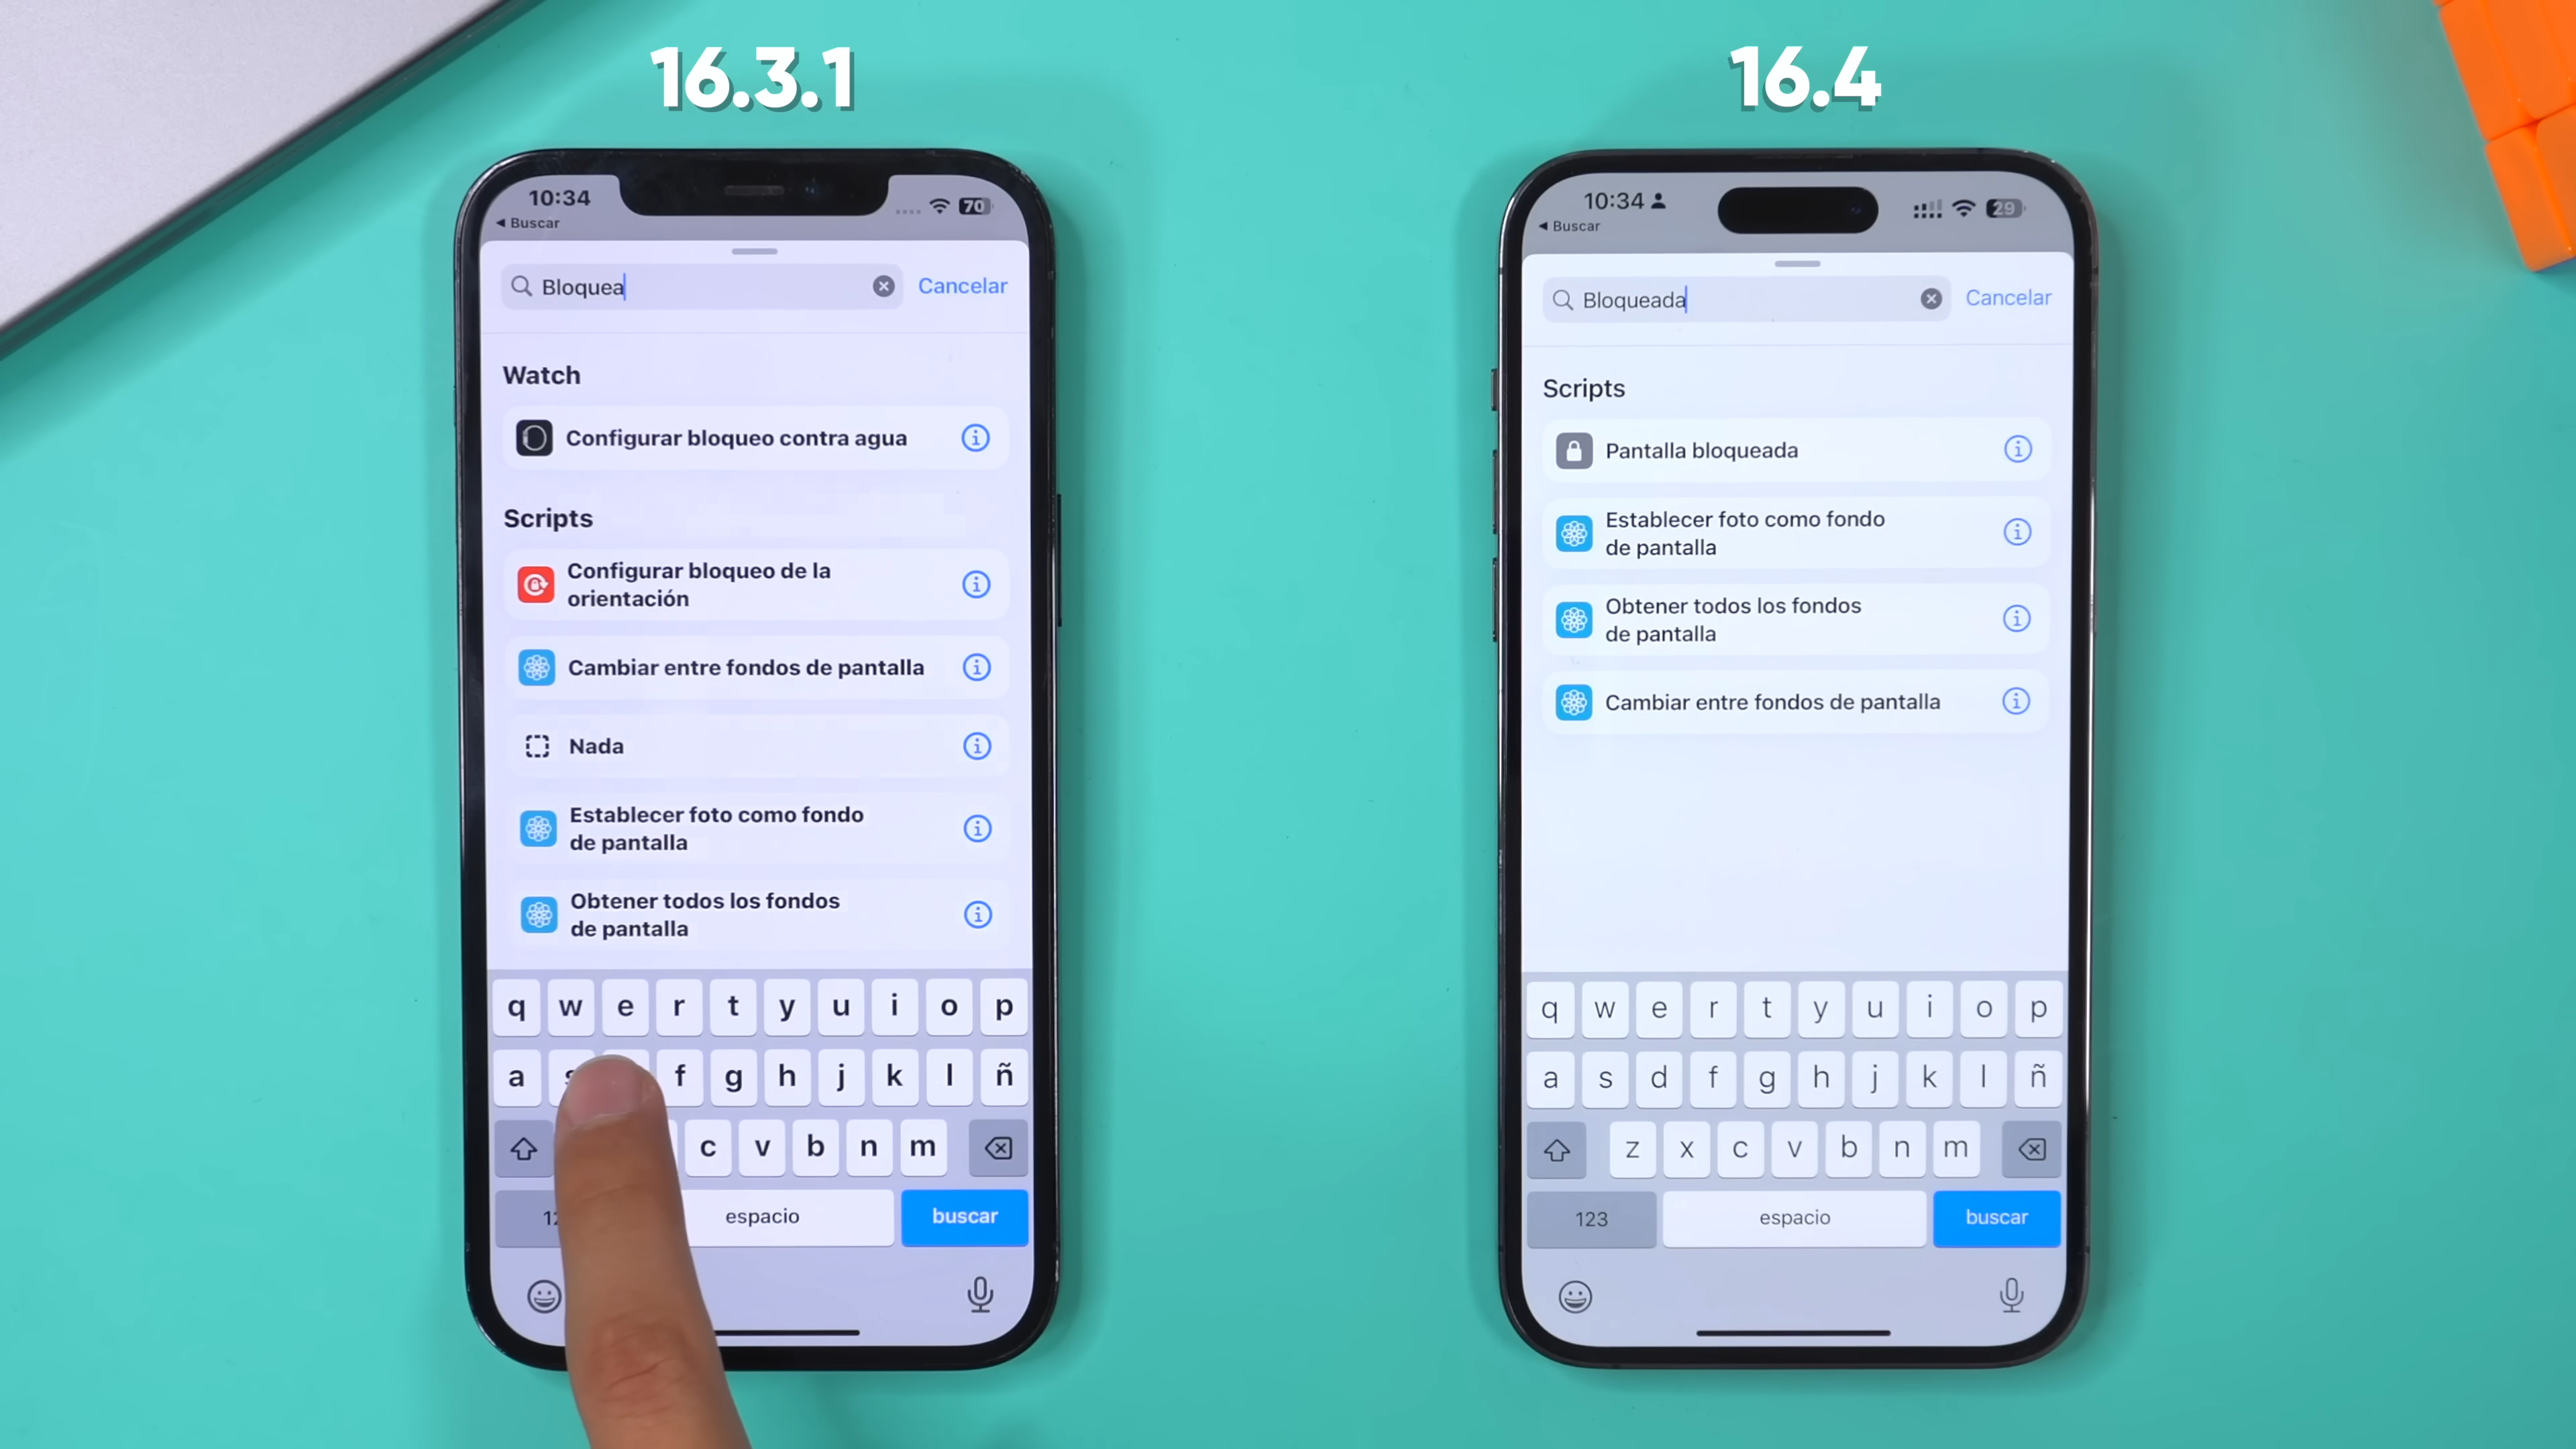 16.3.1
10:34
70
◀ Buscar
Bloquea
Cancelar
Watch
Configurar bloqueo contra agua
Scripts
Configurar bloqueo de la
orientación
Cambiar entre fondos de pantalla
Nada
Establecer foto como fondo
de pantalla
Obtener todos los fondos
de pantalla
q w e r t y u i o p
a f g h j k l ñ
c v b n m
espacio
buscar
16.4
10:34
29
◀ Buscar
Bloqueada
Cancelar
Scripts
Pantalla bloqueada
Establecer foto como fondo
de pantalla
Obtener todos los fondos
de pantalla
Cambiar entre fondos de pantalla
q w e r t y u i o p
a s d f g h j k l ñ
z x c v b n m
123
espacio
buscar